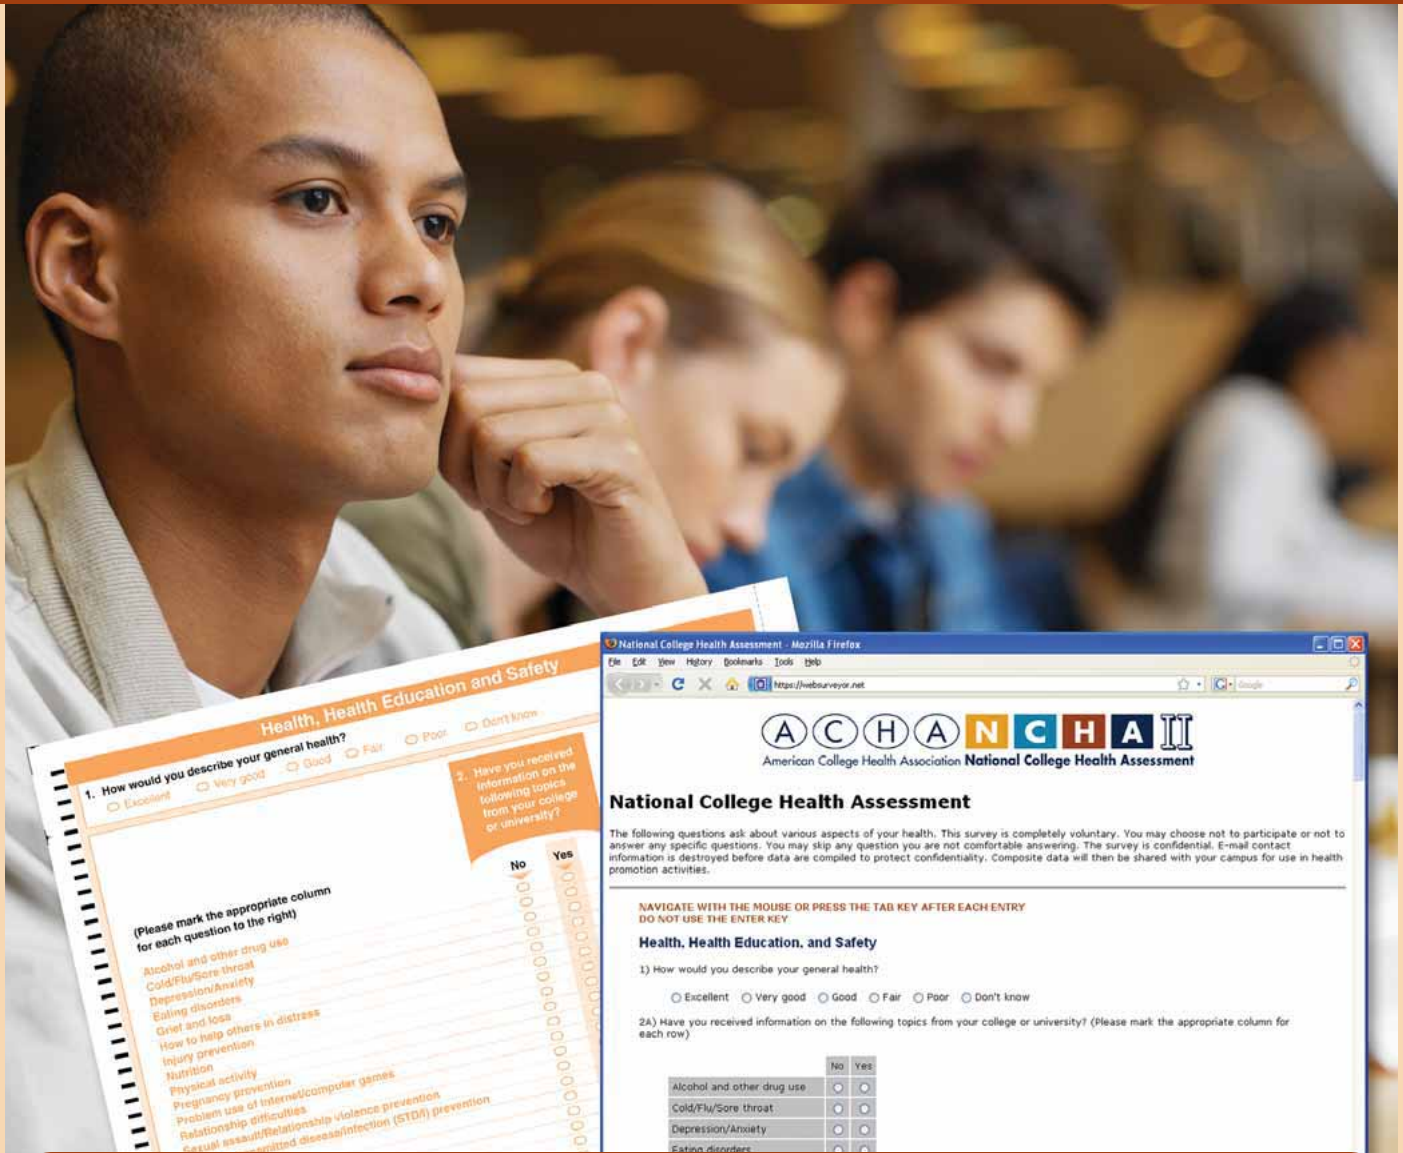 Health, Health Education and Safety
1. How would you describe your general health?
Excellent Very good Good Fair Poor Don't know
2. Have you received
information on the
following topics
from your college
or university?
No Yes
(Please mark the appropriate column
for each question to the right)
Alcohol and other drug use
Cold/Flu/Sore throat
Depression/Anxiety
Eating disorders
Grief and loss
How to help others in distress
Injury prevention
Nutrition
Physical activity
Pregnancy prevention
Problem use of Internet/computer games
Relationship difficulties
Sexual assault/Relationship violence prevention
disease/infection (STD/I) prevention
National College Health Assessment - Mozilla Firefox
File Edit View History Bookmarks Tools Help
https://websurveyor.net
Google
ACHA NCHA II
American College Health Association National College Health Assessment
National College Health Assessment
The following questions ask about various aspects of your health. This survey is completely voluntary. You may choose not to participate or not to
answer any specific questions. You may skip any question you are not comfortable answering. The survey is confidential. E-mail contact
information is destroyed before data are compiled to protect confidentiality. Composite data will then be shared with your campus for use in health
promotion activities.
NAVIGATE WITH THE MOUSE OR PRESS THE TAB KEY AFTER EACH ENTRY
DO NOT USE THE ENTER KEY
Health, Health Education, and Safety
1) How would you describe your general health?
Excellent Very good Good Fair Poor Don't know
2A) Have you received information on the following topics from your college or university? (Please mark the appropriate column for
each row)
No Yes
Alcohol and other drug use
Cold/Flu/Sore throat
Depression/Anxiety
Eating disorders